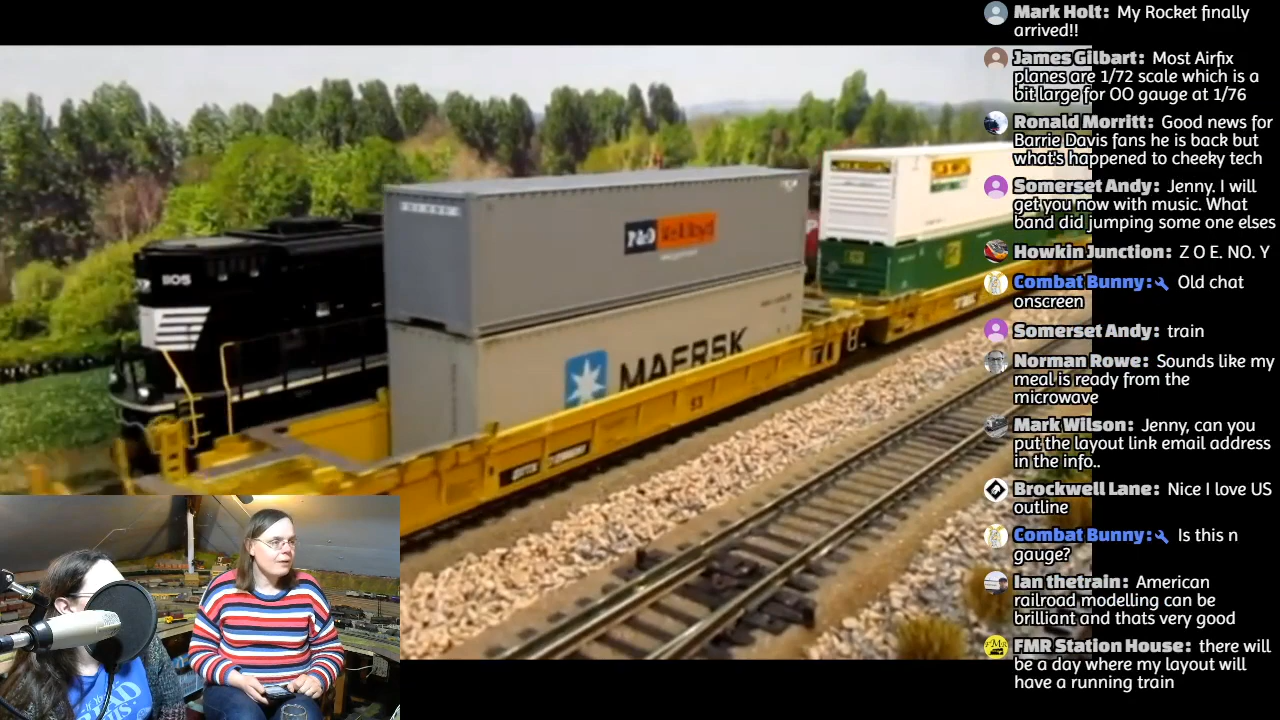 Mark Holt: My Rocket finally
arrived!!
James Gilbart: Most Airfix
planes are 1/72 scale which is a
bit large for OO gauge at 1/76
Ronald Morritt: Good news for
Barrie Davis fans he is back but
what's happened to cheeky tech
Somerset Andy: Jenny. I will
get you now with music. What
band did jumping some one elses
Howkin Junction: Z O E. NO. Y
Combat Bunny: Old chat
onscreen
Somerset Andy: train
Norman Rowe: Sounds like my
meal is ready from the
microwave
Mark Wilson: Jenny, can you
put the layout link email address
in the info..
Brockwell Lane: Nice I love US
outline
Combat Bunny: Is this n
gauge?
Ian thetrain: American
railroad modelling can be
brilliant and thats very good
FMR Station House: there will
be a day where my layout will
have a running train
1105
P&O Nedlloyd
MAERSK
53